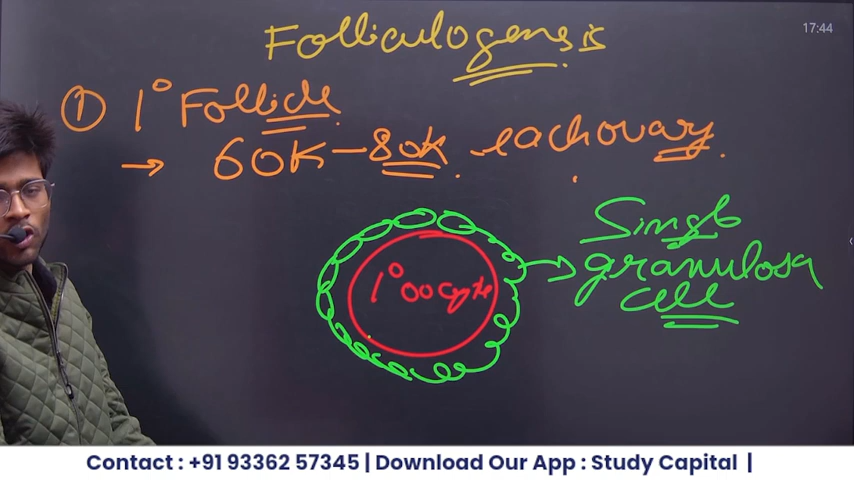 17:44
Folliculogensis
① 1° Follicle
→ 60K–80K each ovary.
1° oocyte
→ Single
granulosa
cell
Contact : +91 93362 57345 | Download Our App : Study Capital |